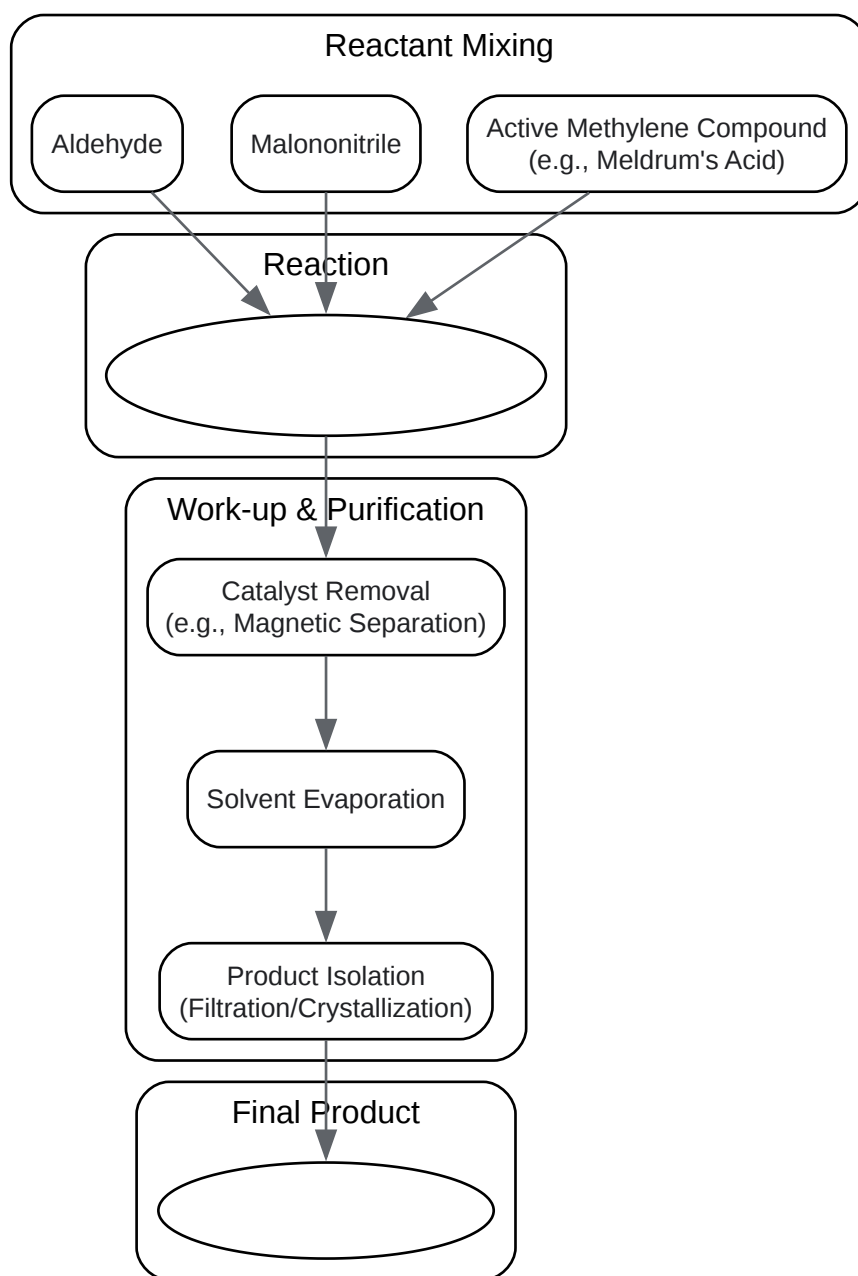 Reactant Mixing
Aldehyde
Malononitrile
Active Methylene Compound
(e.g., Meldrum's Acid)
Reaction
Work-up & Purification
Catalyst Removal
(e.g., Magnetic Separation)
Solvent Evaporation
Product Isolation
(Filtration/Crystallization)
Final Product